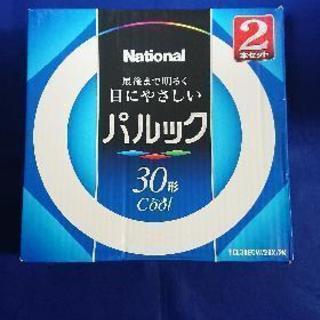 National
2
本セット
最後まで明るく
目にやさしい
パルック
30形
Cool